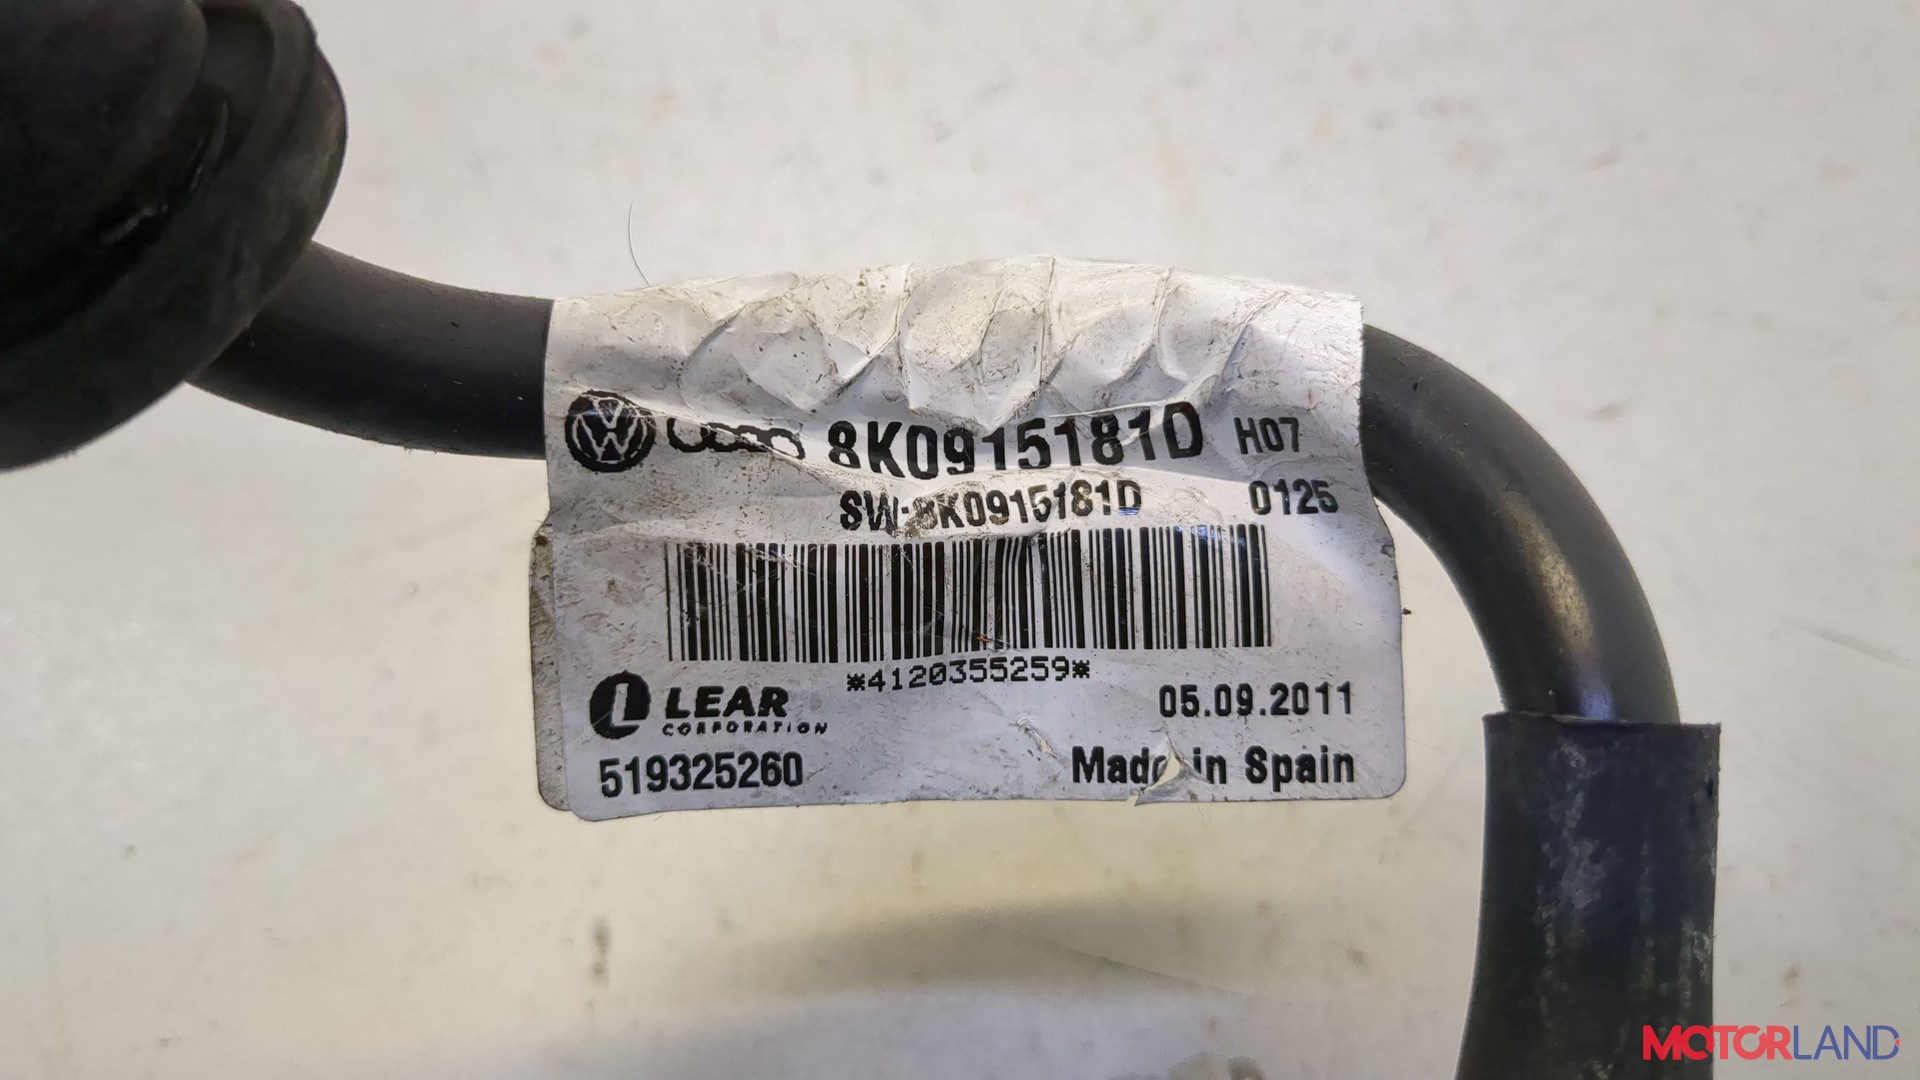 8K0915181D H07
SW:8K0915181D 0125
*4120355259*
LEAR
CORPORATION
05.09.2011
519325260
Made in Spain
MOTORLAND